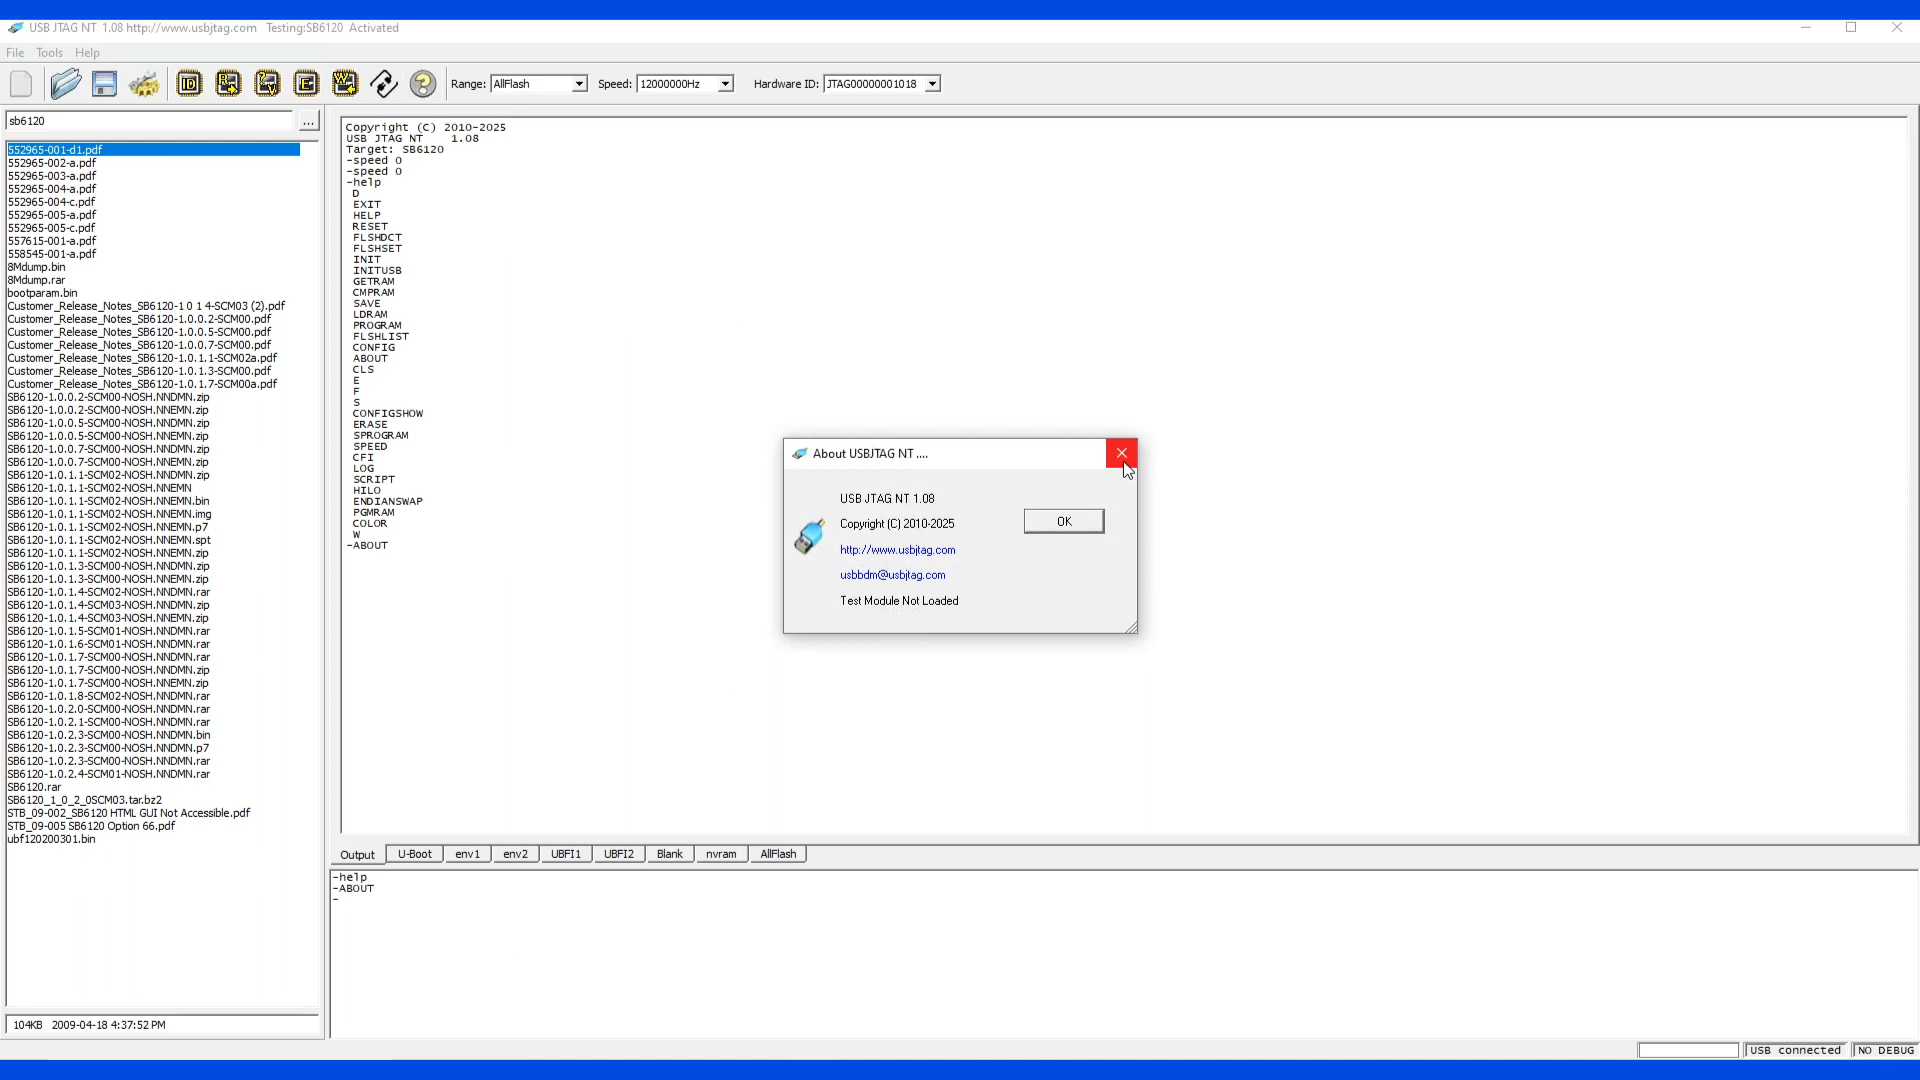 USB JTAG NT 1.08 http://www.usbjtag.com Testing:SB6120 Activated
File Tools Help
ID R ?V E W Range: AllFlash Speed: 12000000Hz Hardware ID: JTAG00000001018
sb6120 ...
552965-001-d1.pdf
552965-002-a.pdf
552965-003-a.pdf
552965-004-a.pdf
552965-004-c.pdf
552965-005-a.pdf
552965-005-c.pdf
557615-001-a.pdf
558545-001-a.pdf
8Mdump.bin
8Mdump.rar
bootparam.bin
Customer_Release_Notes_SB6120-1 0 1 4-SCM03 (2).pdf
Customer_Release_Notes_SB6120-1.0.0.2-SCM00.pdf
Customer_Release_Notes_SB6120-1.0.0.5-SCM00.pdf
Customer_Release_Notes_SB6120-1.0.0.7-SCM00.pdf
Customer_Release_Notes_SB6120-1.0.1.1-SCM02a.pdf
Customer_Release_Notes_SB6120-1.0.1.3-SCM00.pdf
Customer_Release_Notes_SB6120-1.0.1.7-SCM00a.pdf
SB6120-1.0.0.2-SCM00-NOSH.NNDMN.zip
SB6120-1.0.0.2-SCM00-NOSH.NNEMN.zip
SB6120-1.0.0.5-SCM00-NOSH.NNDMN.zip
SB6120-1.0.0.5-SCM00-NOSH.NNEMN.zip
SB6120-1.0.0.7-SCM00-NOSH.NNDMN.zip
SB6120-1.0.0.7-SCM00-NOSH.NNEMN.zip
SB6120-1.0.1.1-SCM02-NOSH.NNDMN.zip
SB6120-1.0.1.1-SCM02-NOSH.NNEMN
SB6120-1.0.1.1-SCM02-NOSH.NNEMN.bin
SB6120-1.0.1.1-SCM02-NOSH.NNEMN.img
SB6120-1.0.1.1-SCM02-NOSH.NNEMN.p7
SB6120-1.0.1.1-SCM02-NOSH.NNEMN.spt
SB6120-1.0.1.1-SCM02-NOSH.NNEMN.zip
SB6120-1.0.1.3-SCM00-NOSH.NNDMN.zip
SB6120-1.0.1.3-SCM00-NOSH.NNEMN.zip
SB6120-1.0.1.4-SCM02-NOSH.NNDMN.rar
SB6120-1.0.1.4-SCM03-NOSH.NNDMN.zip
SB6120-1.0.1.4-SCM03-NOSH.NNEMN.zip
SB6120-1.0.1.5-SCM01-NOSH.NNDMN.rar
SB6120-1.0.1.6-SCM01-NOSH.NNDMN.rar
SB6120-1.0.1.7-SCM00-NOSH.NNDMN.rar
SB6120-1.0.1.7-SCM00-NOSH.NNDMN.zip
SB6120-1.0.1.7-SCM00-NOSH.NNEMN.zip
SB6120-1.0.1.8-SCM02-NOSH.NNDMN.rar
SB6120-1.0.2.0-SCM00-NOSH.NNDMN.rar
SB6120-1.0.2.1-SCM00-NOSH.NNDMN.rar
SB6120-1.0.2.3-SCM00-NOSH.NNDMN.bin
SB6120-1.0.2.3-SCM00-NOSH.NNDMN.p7
SB6120-1.0.2.3-SCM00-NOSH.NNDMN.rar
SB6120-1.0.2.4-SCM01-NOSH.NNDMN.rar
SB6120.rar
SB6120_1_0_2_0SCM03.tar.bz2
STB_09-002_SB6120 HTML GUI Not Accessible.pdf
STB_09-005 SB6120 Option 66.pdf
ubf120200301.bin
104KB 2009-04-18 4:37:52 PM
Copyright (C) 2010-2025
USB JTAG NT 1.08
Target: SB6120
-speed 0
-speed 0
-help
D
EXIT
HELP
RESET
FLSHDCT
FLSHSET
INIT
INITUSB
GETRAM
CMPRAM
SAVE
LDRAM
PROGRAM
FLSHLIST
CONFIG
ABOUT
CLS
E
F
S
CONFIGSHOW
ERASE
SPROGRAM
SPEED
CFI
LOG
SCRIPT
HILO
ENDIANSWAP
PGMRAM
COLOR
W
-ABOUT
About USBJTAG NT ....
USB JTAG NT 1.08
Copyright (C) 2010-2025
http://www.usbjtag.com
usbbdm@usbjtag.com
Test Module Not Loaded
OK
Output U-Boot env1 env2 UBFI1 UBFI2 Blank nvram AllFlash
-help
-ABOUT
-
USB connected NO DEBUG